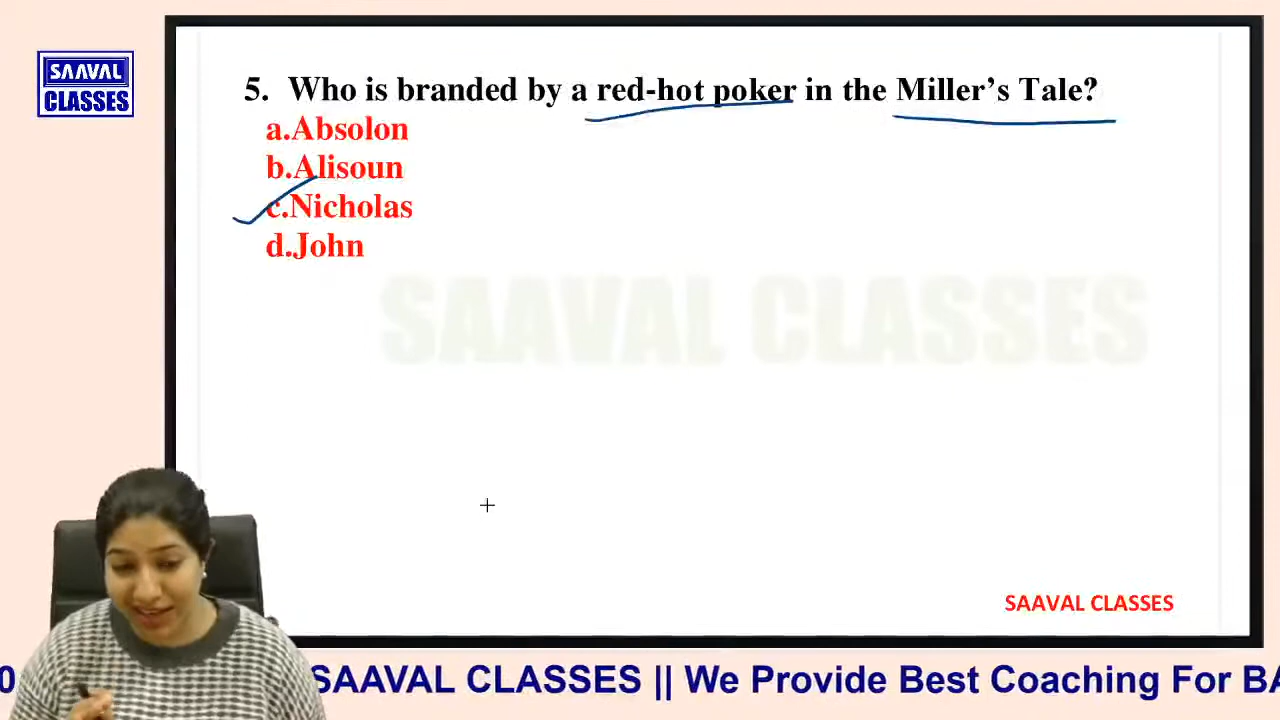 SAAVAL
CLASSES
5. Who is branded by a red-hot poker in the Miller’s Tale?
a.Absolon
b.Alisoun
c.Nicholas
d.John
SAAVAL CLASSES
SAAVAL CLASSES
0 SAAVAL CLASSES || We Provide Best Coaching For BA